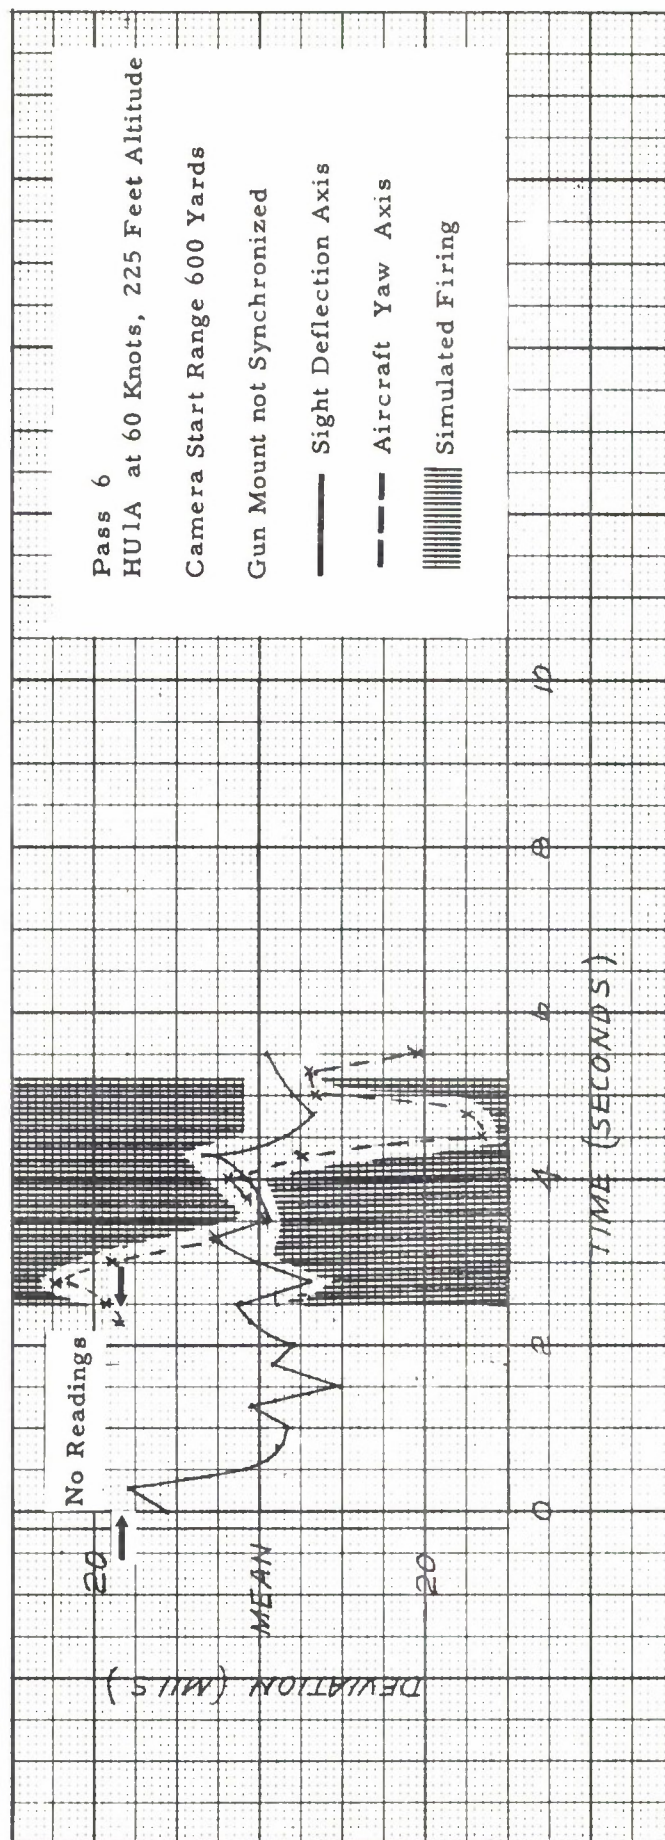 Pass 6
HU1A at 60 Knots, 225 Feet Altitude
Camera Start Range 600 Yards
Gun Mount not Synchronized
Sight Deflection Axis
Aircraft Yaw Axis
Simulated Firing
No Readings
20
MEAN
20
DEVIATION (MILS)
0
2
4
6
8
10
TIME (SECONDS)